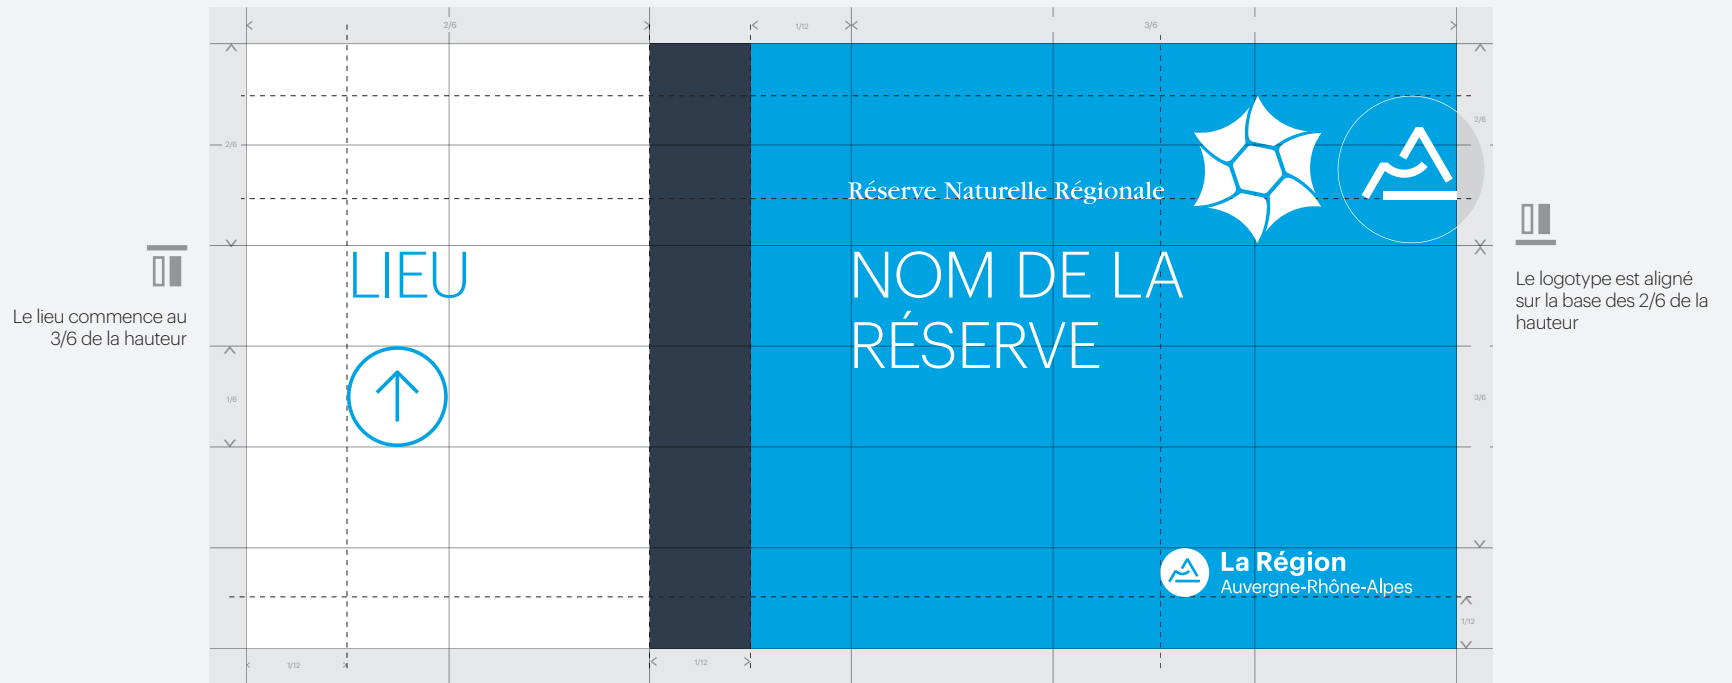 2/6
1/12
3/6
2/6
2/6
Réserve Naturelle Régionale
LIEU
NOM DE LA
RÉSERVE
Le lieu commence au
3/6 de la hauteur
Le logotype est aligné
sur la base des 2/6 de la
hauteur
1/6
3/6
La Région
Auvergne-Rhône-Alpes
1/12
1/12
1/12